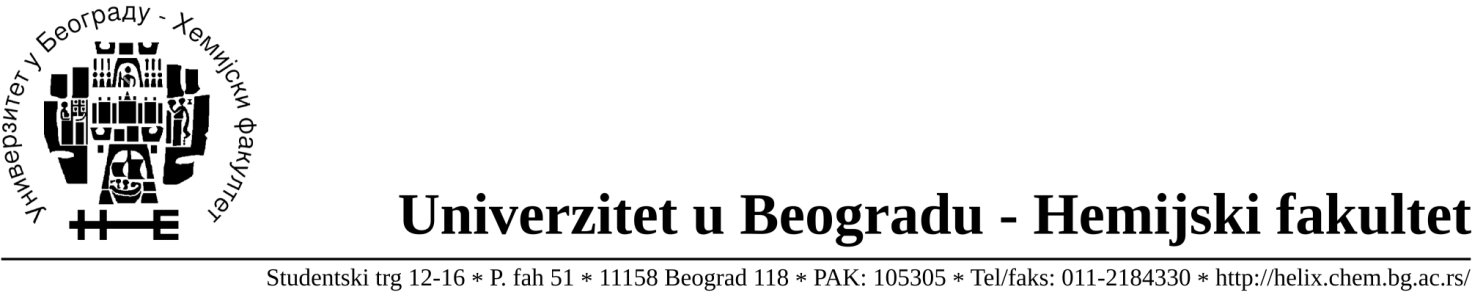 Универзитет у Београду - Хемијски факултет
Univerzitet u Beogradu - Hemijski fakultet
Studentski trg 12-16 * P. fah 51 * 11158 Beograd 118 * PAK: 105305 * Tel/faks: 011-2184330 * http://helix.chem.bg.ac.rs/